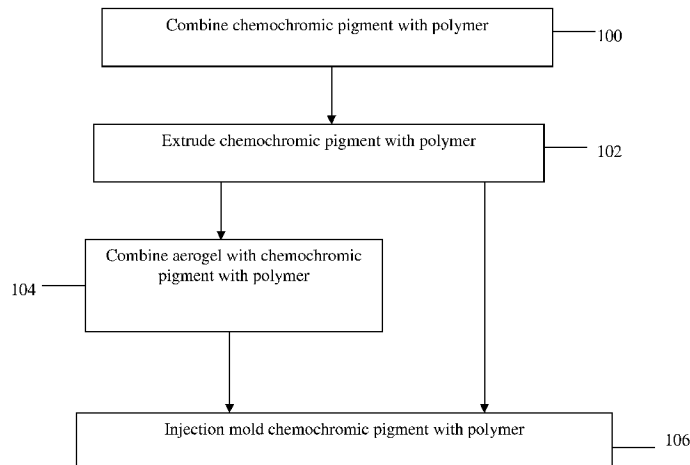 Combine chemochromic pigment with polymer
100
Extrude chemochromic pigment with polymer
102
Combine aerogel with chemochromic
pigment with polymer
104
Injection mold chemochromic pigment with polymer
106